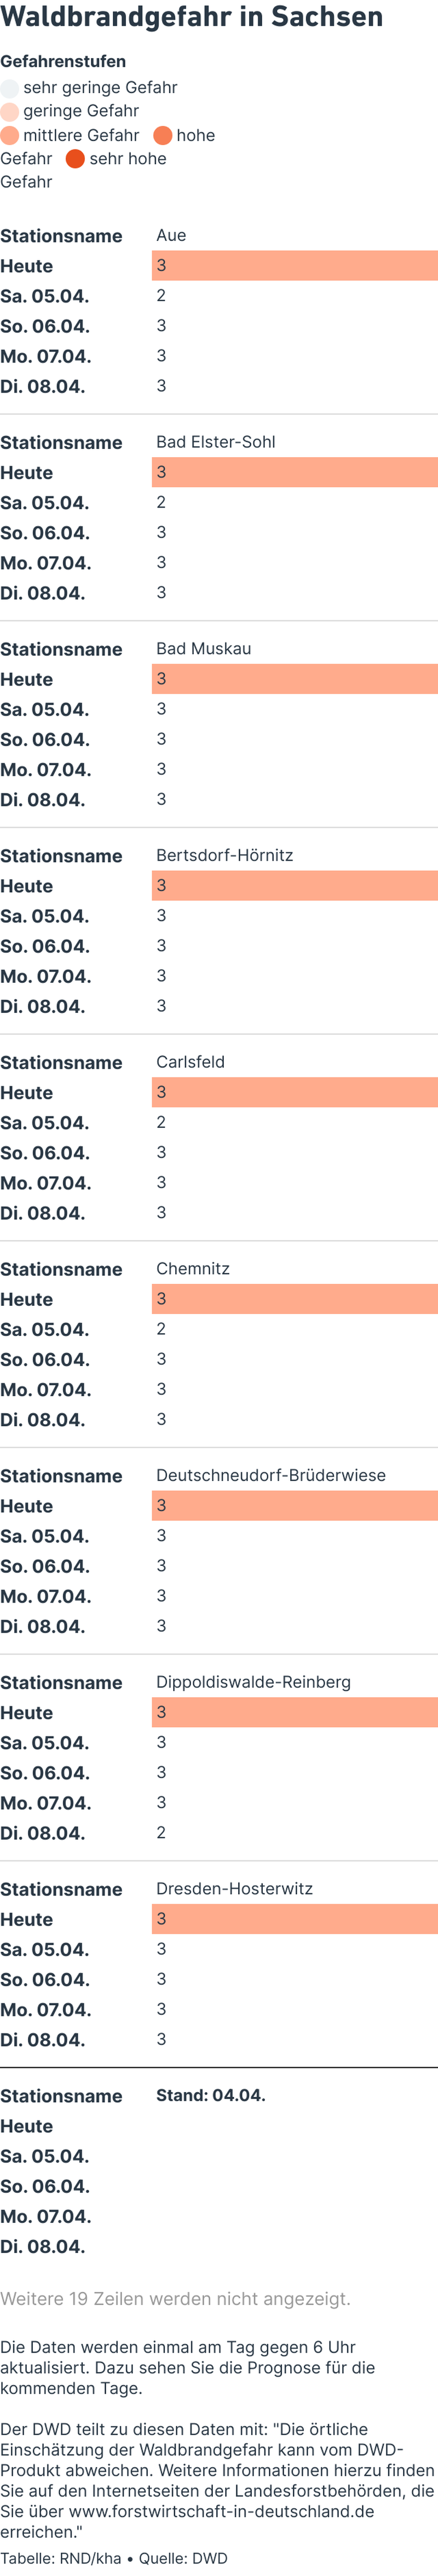 Waldbrandgefahr in Sachsen
Gefahrenstufen
sehr geringe Gefahr
geringe Gefahr
mittlere Gefahr hohe
Gefahr sehr hohe
Gefahr
Stationsname Aue
Heute 3
Sa. 05.04. 2
So. 06.04. 3
Mo. 07.04. 3
Di. 08.04. 3
Stationsname Bad Elster-Sohl
Heute 3
Sa. 05.04. 2
So. 06.04. 3
Mo. 07.04. 3
Di. 08.04. 3
Stationsname Bad Muskau
Heute 3
Sa. 05.04. 3
So. 06.04. 3
Mo. 07.04. 3
Di. 08.04. 3
Stationsname Bertsdorf-Hörnitz
Heute 3
Sa. 05.04. 3
So. 06.04. 3
Mo. 07.04. 3
Di. 08.04. 3
Stationsname Carlsfeld
Heute 3
Sa. 05.04. 2
So. 06.04. 3
Mo. 07.04. 3
Di. 08.04. 3
Stationsname Chemnitz
Heute 3
Sa. 05.04. 2
So. 06.04. 3
Mo. 07.04. 3
Di. 08.04. 3
Stationsname Deutschneudorf-Brüderwiese
Heute 3
Sa. 05.04. 3
So. 06.04. 3
Mo. 07.04. 3
Di. 08.04. 3
Stationsname Dippoldiswalde-Reinberg
Heute 3
Sa. 05.04. 3
So. 06.04. 3
Mo. 07.04. 3
Di. 08.04. 2
Stationsname Dresden-Hosterwitz
Heute 3
Sa. 05.04. 3
So. 06.04. 3
Mo. 07.04. 3
Di. 08.04. 3
Stationsname Stand: 04.04.
Heute
Sa. 05.04.
So. 06.04.
Mo. 07.04.
Di. 08.04.
Weitere 19 Zeilen werden nicht angezeigt.
Die Daten werden einmal am Tag gegen 6 Uhr
aktualisiert. Dazu sehen Sie die Prognose für die
kommenden Tage.
Der DWD teilt zu diesen Daten mit: "Die örtliche
Einschätzung der Waldbrandgefahr kann vom DWD-
Produkt abweichen. Weitere Informationen hierzu finden
Sie auf den Internetseiten der Landesforstbehörden, die
Sie über www.forstwirtschaft-in-deutschland.de
erreichen."
Tabelle: RND/kha • Quelle: DWD